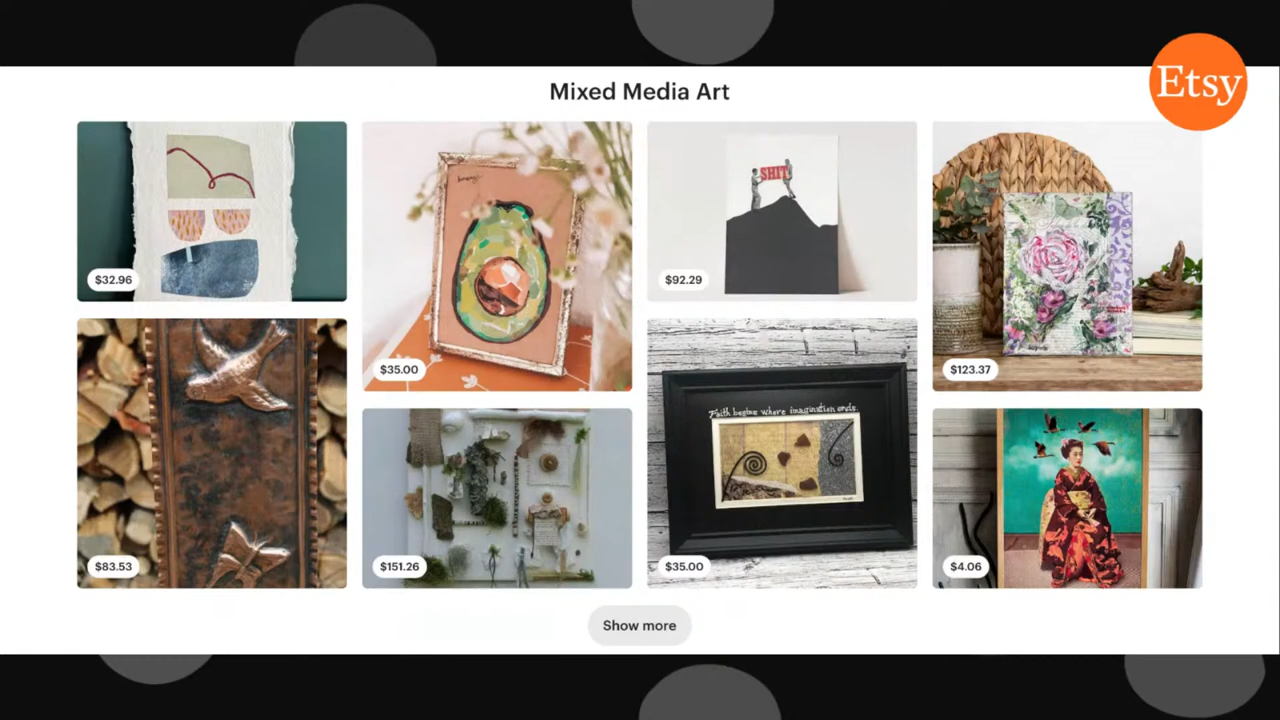 Mixed Media Art
Etsy
$32.96
$35.00
SHIT
$92.29
$123.37
Faith begins where imagination ends.
$83.53
$151.26
$35.00
$4.06
Show more